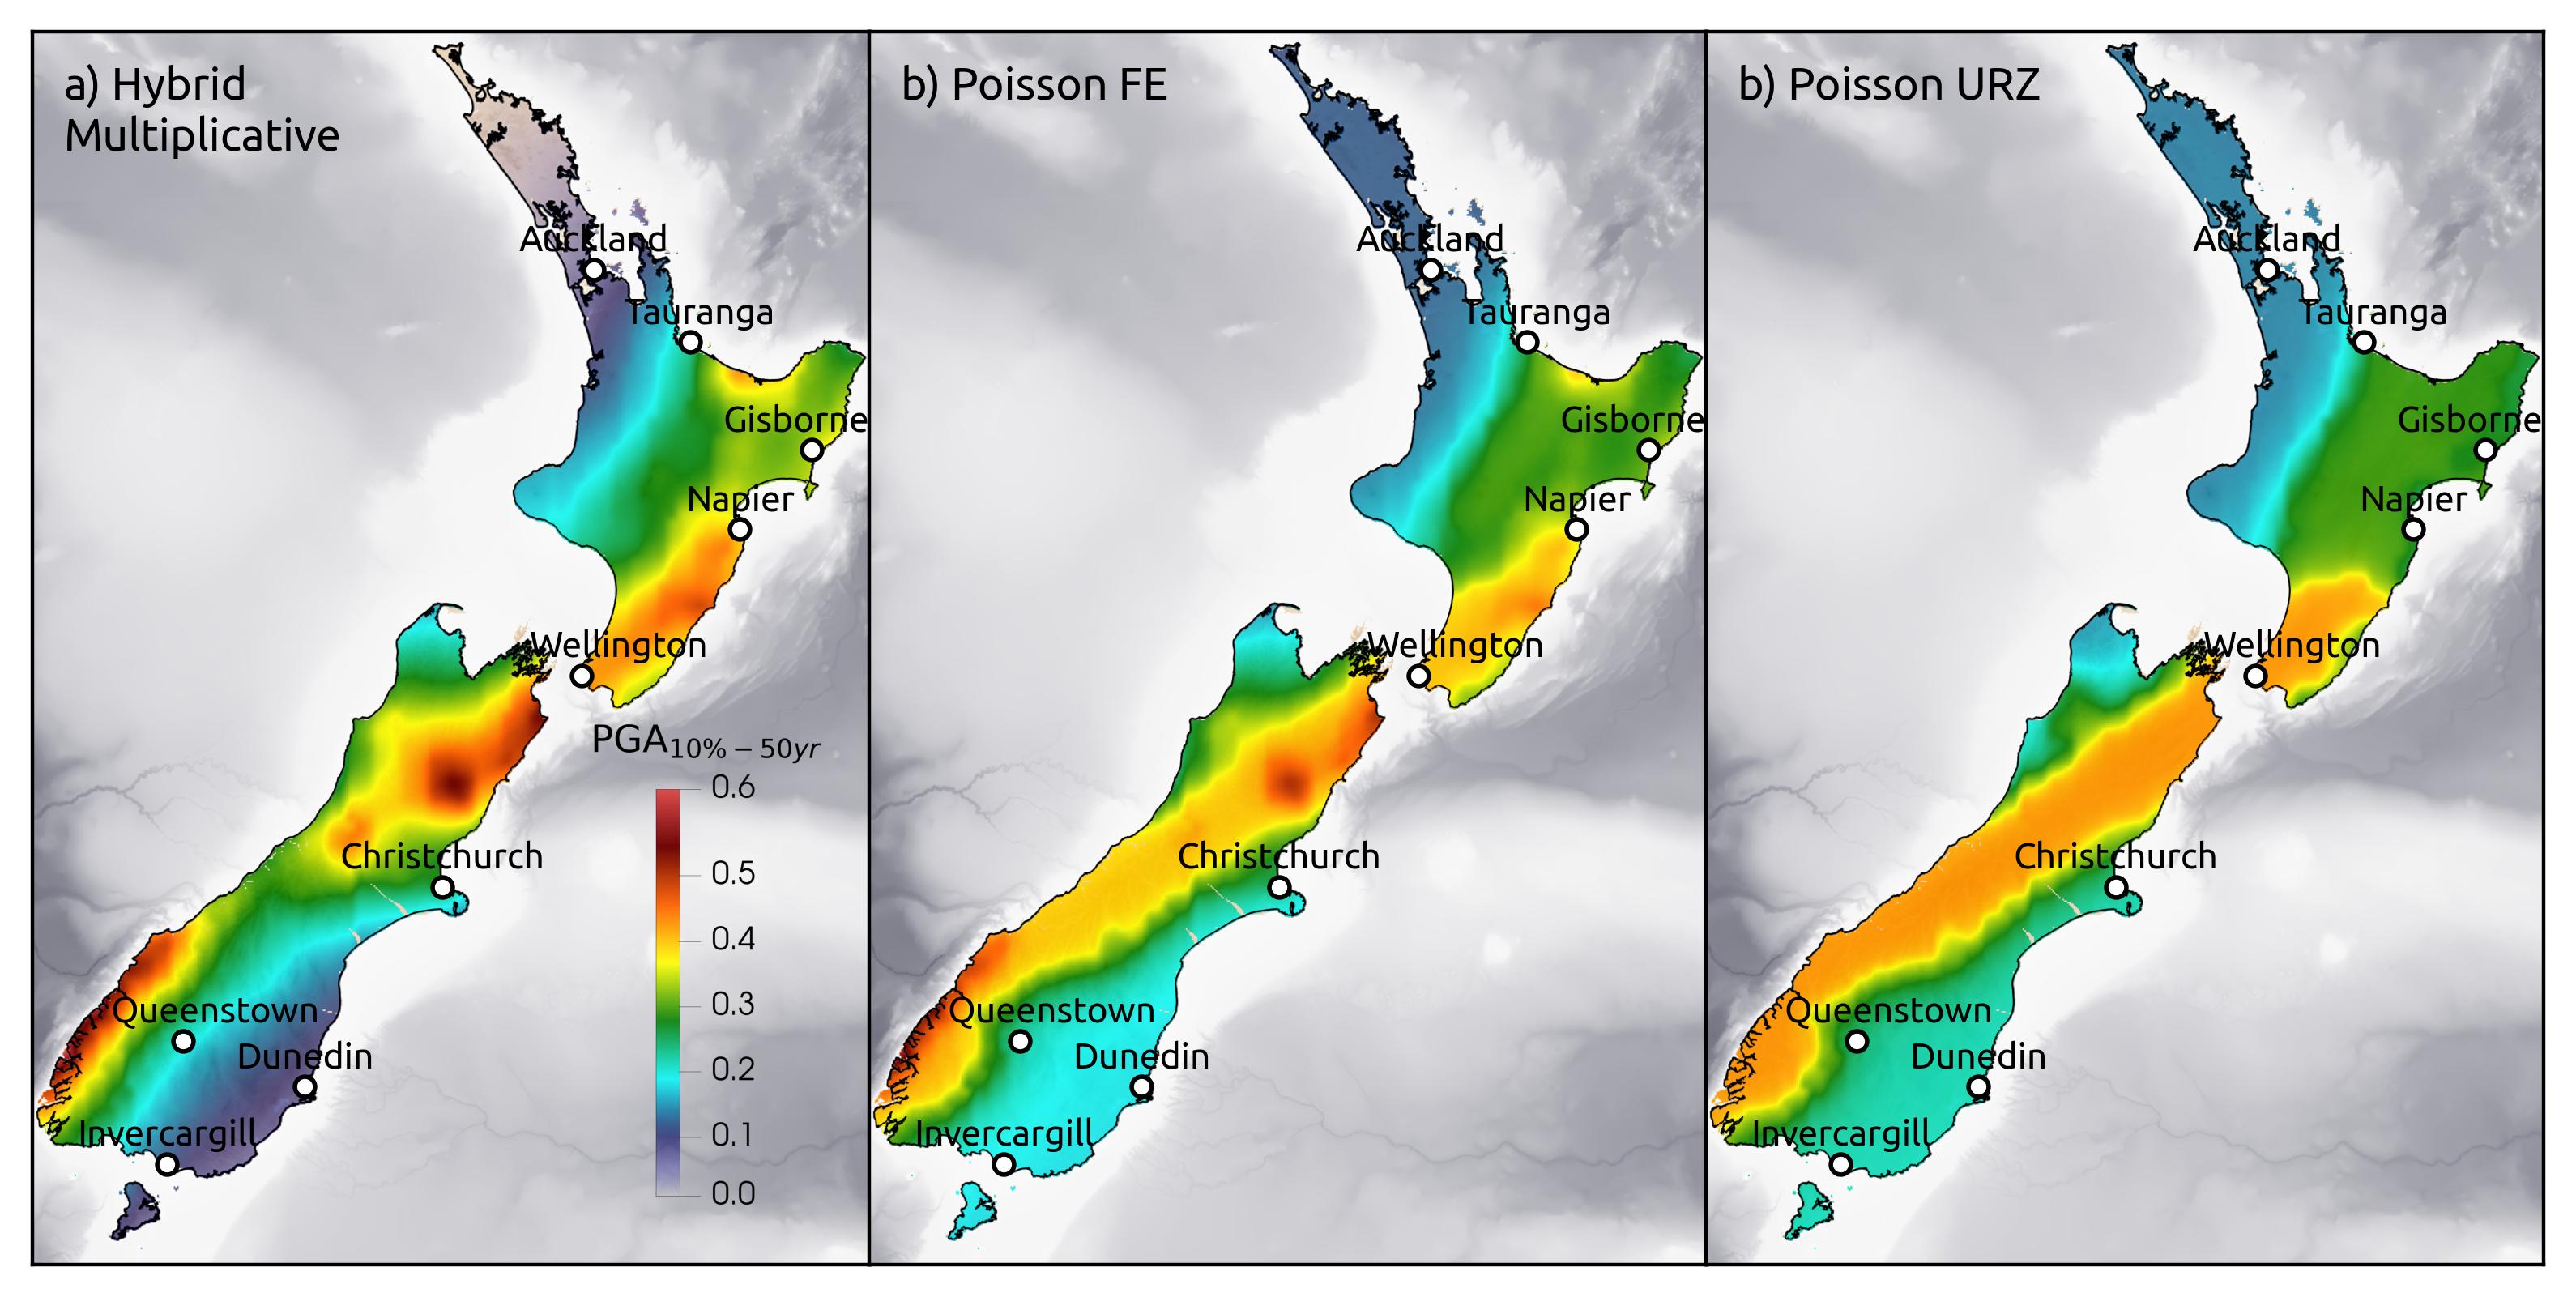 a) Hybrid
Multiplicative
Auckland
Tauranga
Gisborne
Napier
Wellington
PGA10% − 50yr
0.6
0.5
0.4
0.3
0.2
0.1
0.0
Christchurch
Queenstown
Dunedin
Invercargill
b) Poisson FE
Auckland
Tauranga
Gisborne
Napier
Wellington
Christchurch
Queenstown
Dunedin
Invercargill
b) Poisson URZ
Auckland
Tauranga
Gisborne
Napier
Wellington
Christchurch
Queenstown
Dunedin
Invercargill